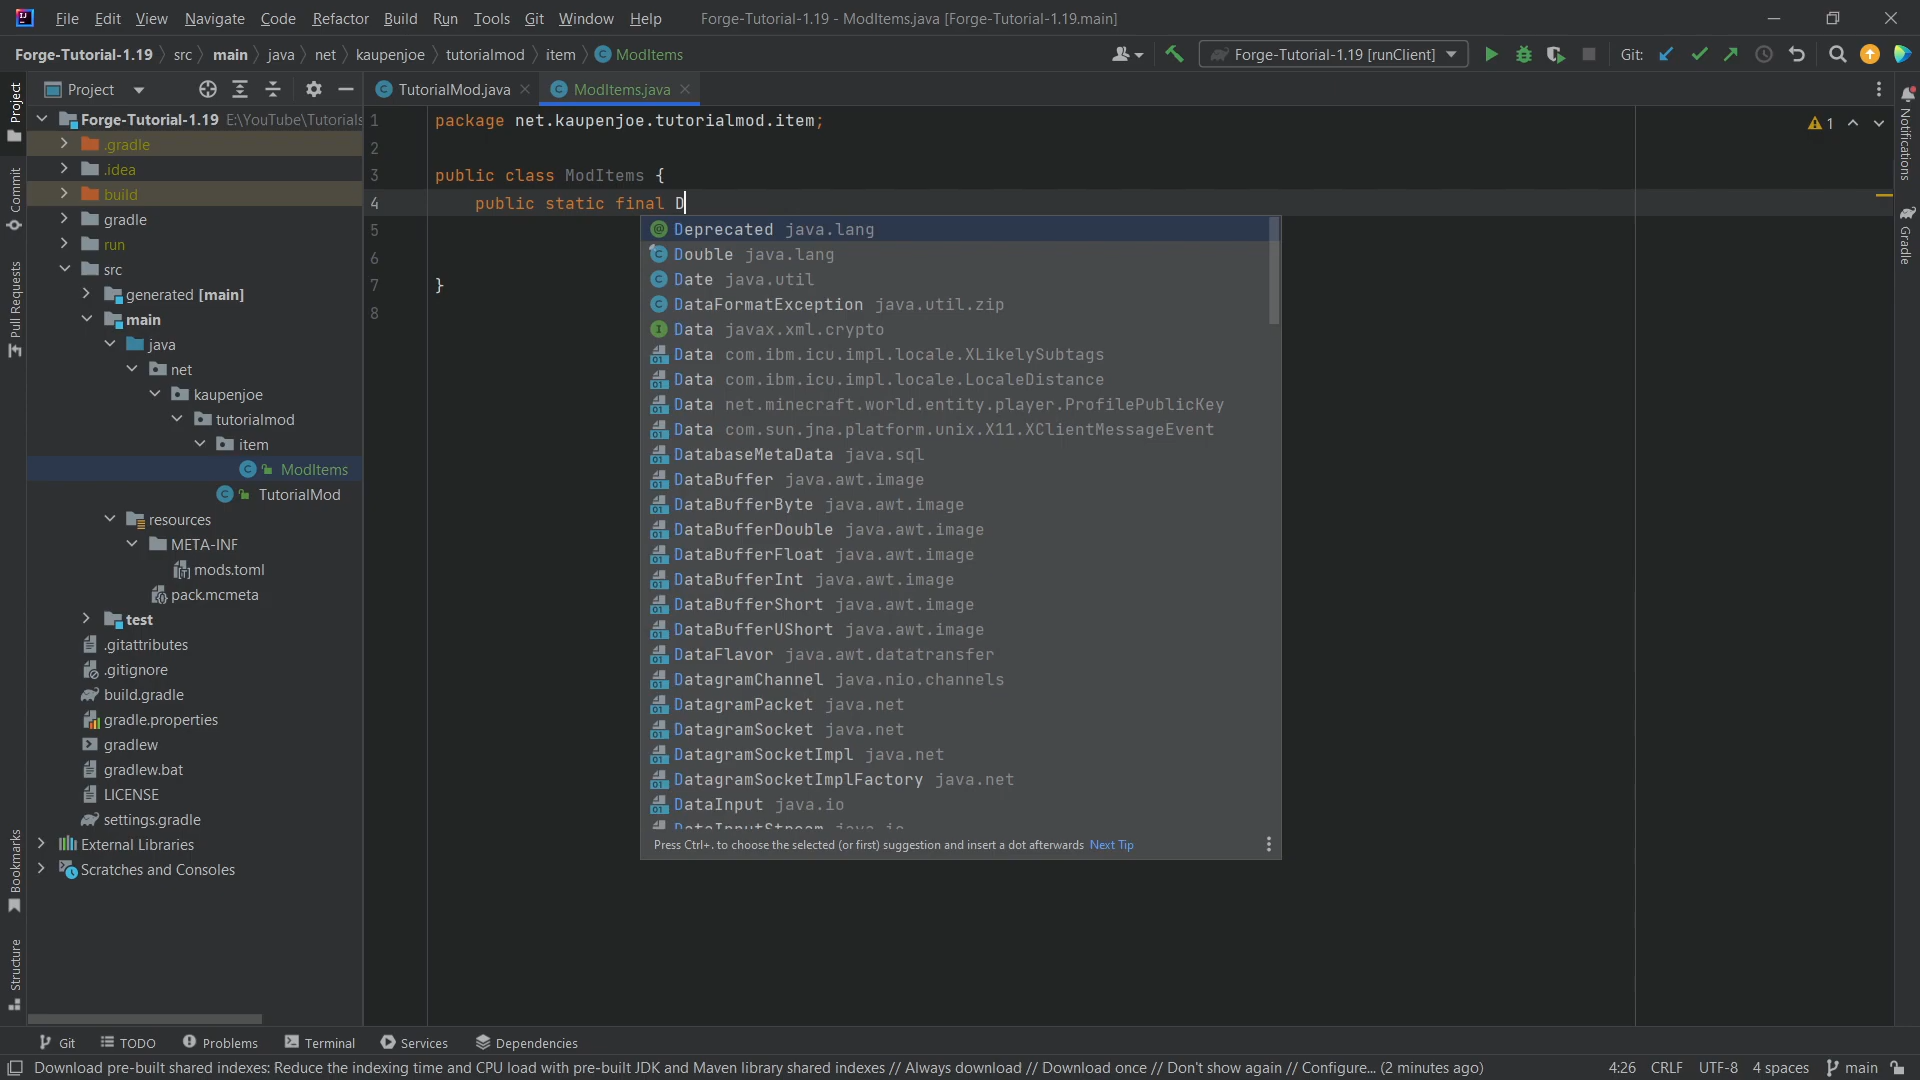 File Edit View Navigate Code Refactor Build Run Tools Git Window Help Forge-Tutorial-1.19 - ModItems.java [Forge-Tutorial-1.19.main]
Forge-Tutorial-1.19 src main java net kaupenjoe tutorialmod item ModItems Forge-Tutorial-1.19 [runClient] Git:
Project TutorialMod.java ModItems.java
Project
Commit
Pull Requests
Bookmarks
Structure
Notifications
Gradle
Forge-Tutorial-1.19 E:\YouTube\Tutorials
.gradle
.idea
build
gradle
run
src
generated [main]
main
java
net
kaupenjoe
tutorialmod
item
ModItems
TutorialMod
resources
META-INF
mods.toml
pack.mcmeta
test
.gitattributes
.gitignore
build.gradle
gradle.properties
gradlew
gradlew.bat
LICENSE
settings.gradle
External Libraries
Scratches and Consoles
1 package net.kaupenjoe.tutorialmod.item;
2
3 public class ModItems {
4 public static final D
5
6
7 }
8
1
Deprecated java.lang
Double java.lang
Date java.util
DataFormatException java.util.zip
Data javax.xml.crypto
Data com.ibm.icu.impl.locale.XLikelySubtags
Data com.ibm.icu.impl.locale.LocaleDistance
Data net.minecraft.world.entity.player.ProfilePublicKey
Data com.sun.jna.platform.unix.X11.XClientMessageEvent
DatabaseMetaData java.sql
DataBuffer java.awt.image
DataBufferByte java.awt.image
DataBufferDouble java.awt.image
DataBufferFloat java.awt.image
DataBufferInt java.awt.image
DataBufferShort java.awt.image
DataBufferUShort java.awt.image
DataFlavor java.awt.datatransfer
DatagramChannel java.nio.channels
DatagramPacket java.net
DatagramSocket java.net
DatagramSocketImpl java.net
DatagramSocketImplFactory java.net
DataInput java.io
DataInputStream java.io
Press Ctrl+. to choose the selected (or first) suggestion and insert a dot afterwards Next Tip
Git TODO Problems Terminal Services Dependencies
Download pre-built shared indexes: Reduce the indexing time and CPU load with pre-built JDK and Maven library shared indexes // Always download // Download once // Don't show again // Configure... (2 minutes ago) 4:26 CRLF UTF-8 4 spaces main